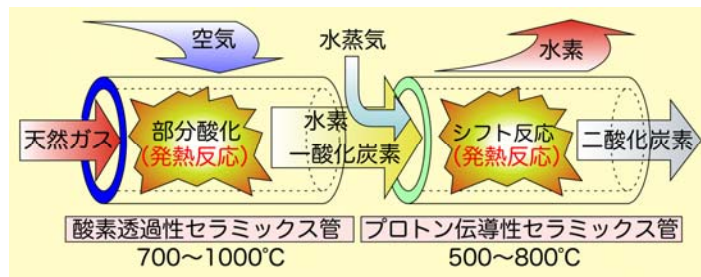 空気
水蒸気
水素
天然ガス
部分酸化
(発熱反応)
水素
一酸化炭素
シフト反応
(発熱反応)
二酸化炭素
酸素透過性セラミックス管
700〜1000℃
プロトン伝導性セラミックス管
500〜800℃